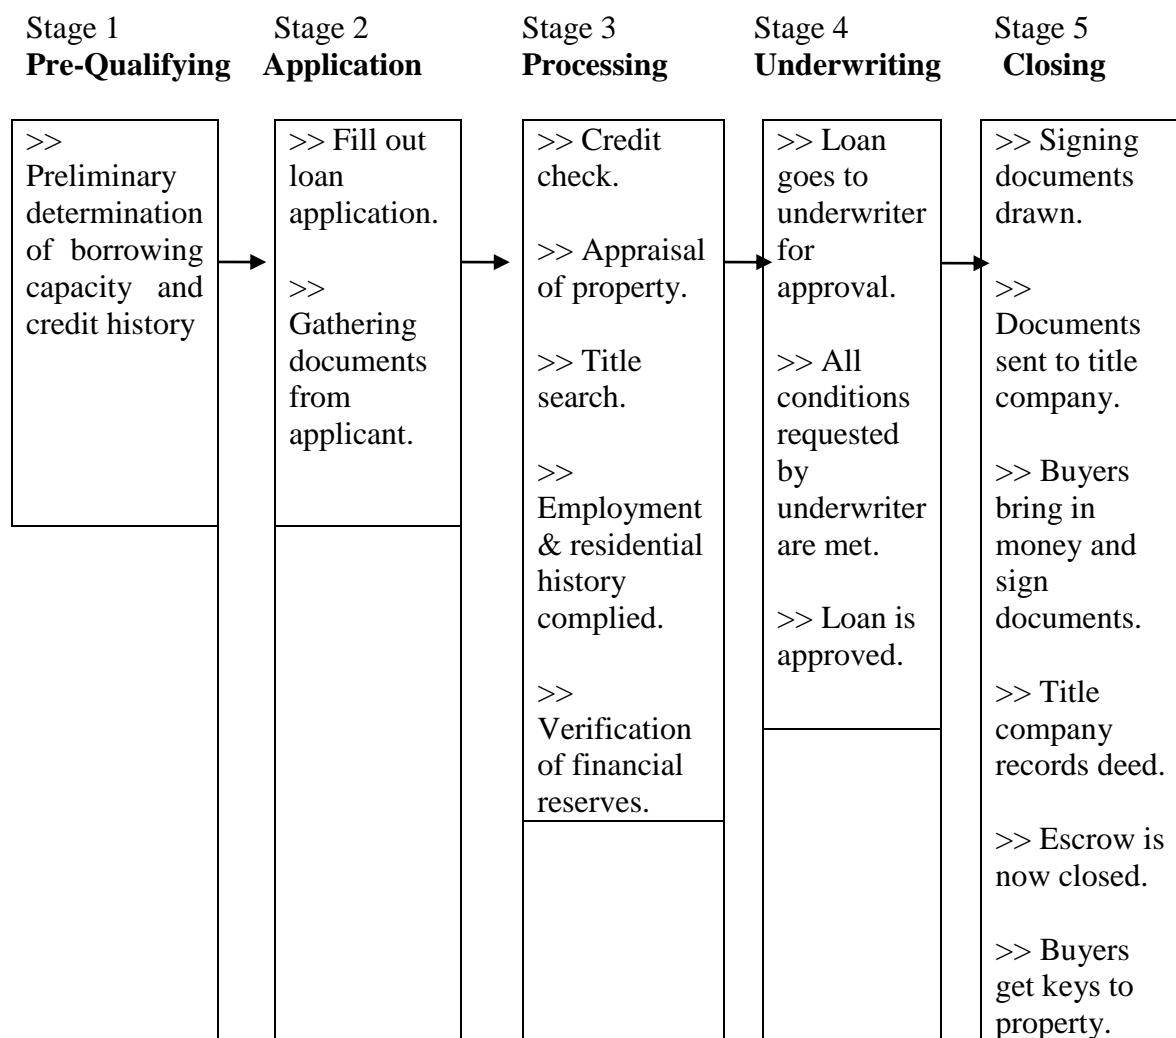 Stage 1
Pre-Qualifying
Stage 2
Application
Stage 3
Processing
Stage 4
Underwriting
Stage 5
Closing
>>
Preliminary
determination
of borrowing
capacity and
credit history
>> Fill out
loan
application.
>>
Gathering
documents
from
applicant.
>> Credit
check.
>> Appraisal
of property.
>> Title
search.
>>
Employment
& residential
history
complied.
>>
Verification
of financial
reserves.
>> Loan
goes to
underwriter
for
approval.
>> All
conditions
requested
by
underwriter
are met.
>> Loan is
approved.
>> Signing
documents
drawn.
>>
Documents
sent to title
company.
>> Buyers
bring in
money and
sign
documents.
>> Title
company
records deed.
>> Escrow is
now closed.
>> Buyers
get keys to
property.